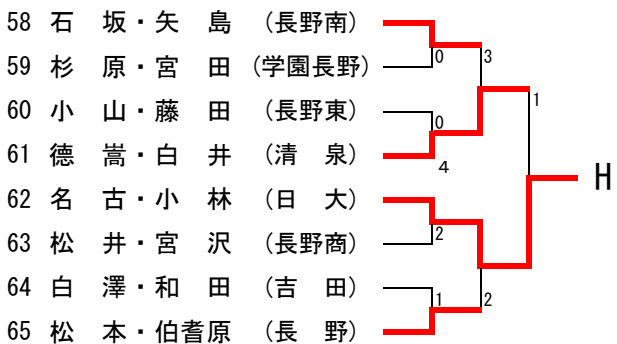 58 石 坂・矢 島 (長野南)
0 3
59 杉 原・宮 田 (学園長野)
60 小 山・藤 田 (長野東)
1
0
61 德 嵩・白 井 (清 泉)
4
H
62 名 古・小 林 (日 大)
2
63 松 井・宮 沢 (長野商)
64 白 澤・和 田 (吉 田)
1 2
65 松 本・伯耆原 (長 野)